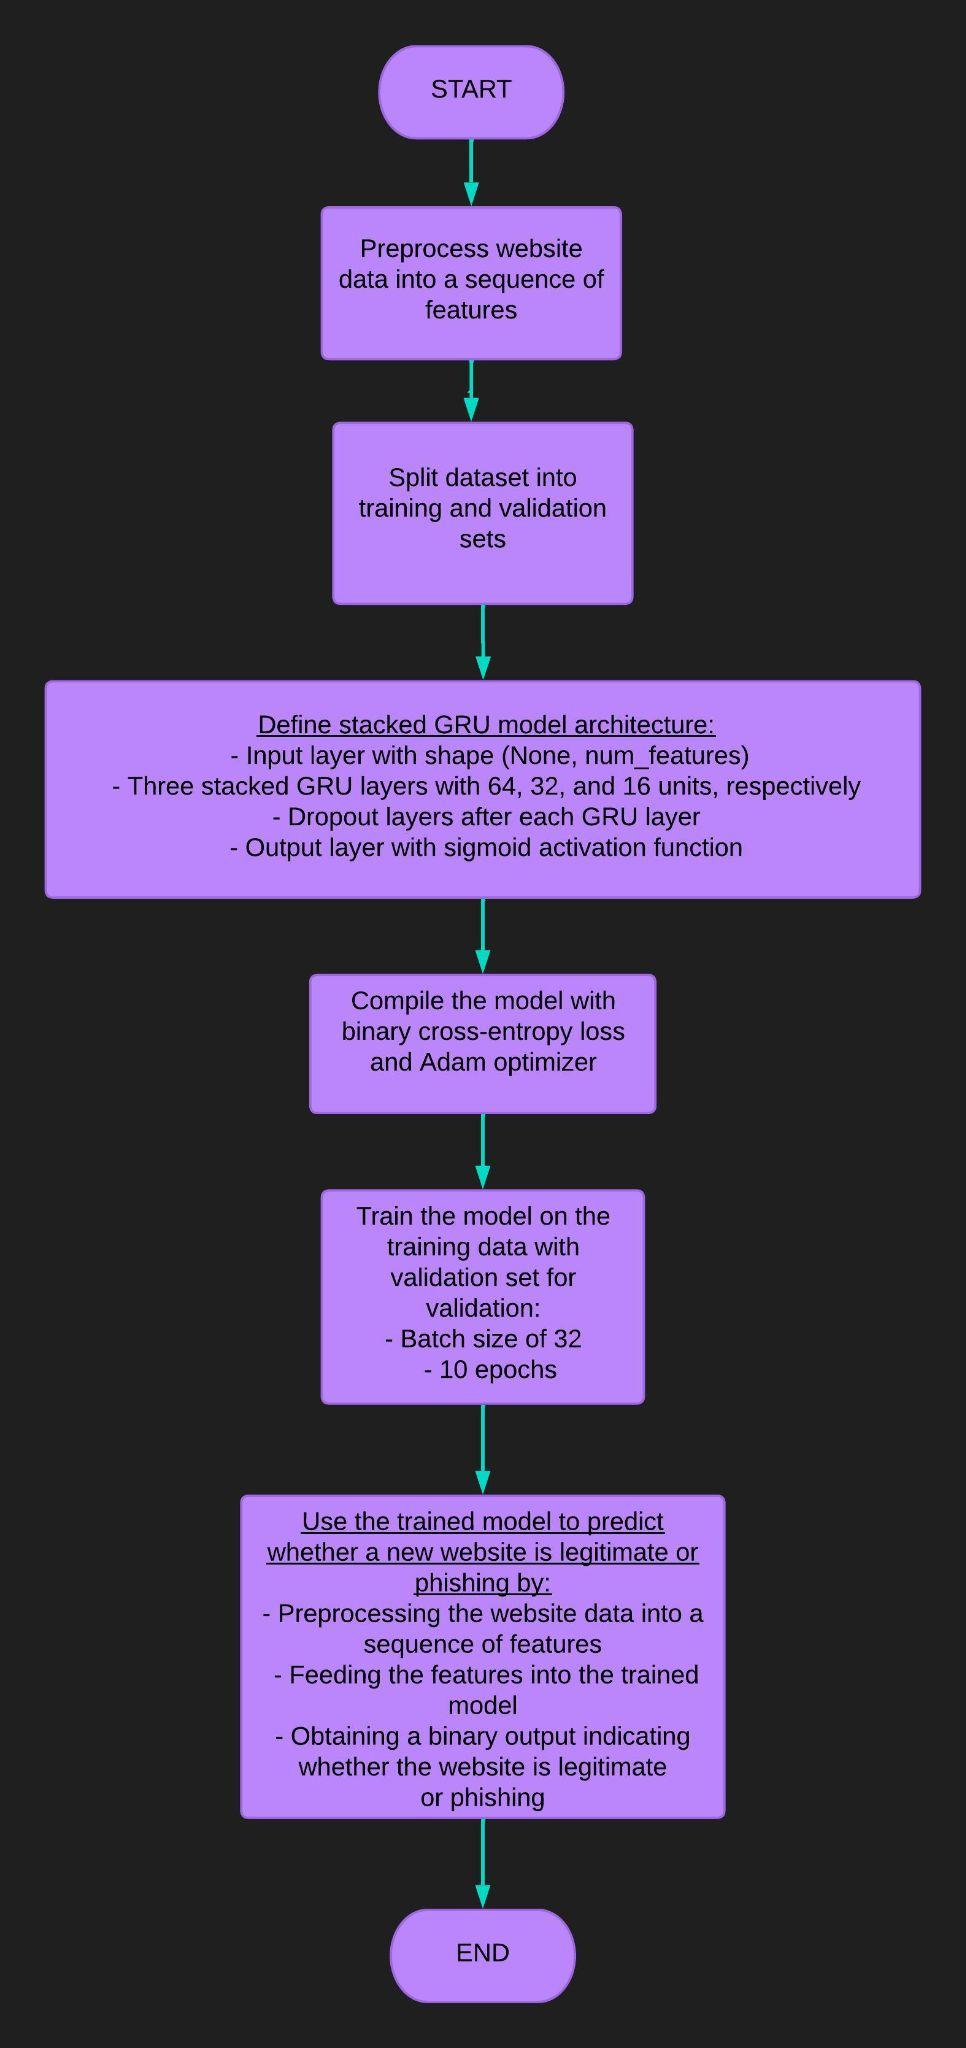 START
Preprocess website
data into a sequence of
features
Split dataset into
training and validation
sets
Define stacked GRU model architecture:
- Input layer with shape (None, num_features)
- Three stacked GRU layers with 64, 32, and 16 units, respectively
- Dropout layers after each GRU layer
- Output layer with sigmoid activation function
Compile the model with
binary cross-entropy loss
and Adam optimizer
Train the model on the
training data with
validation set for
validation:
- Batch size of 32
- 10 epochs
Use the trained model to predict
whether a new website is legitimate or
phishing by:
- Preprocessing the website data into a
sequence of features
- Feeding the features into the trained
model
- Obtaining a binary output indicating
whether the website is legitimate
or phishing
END